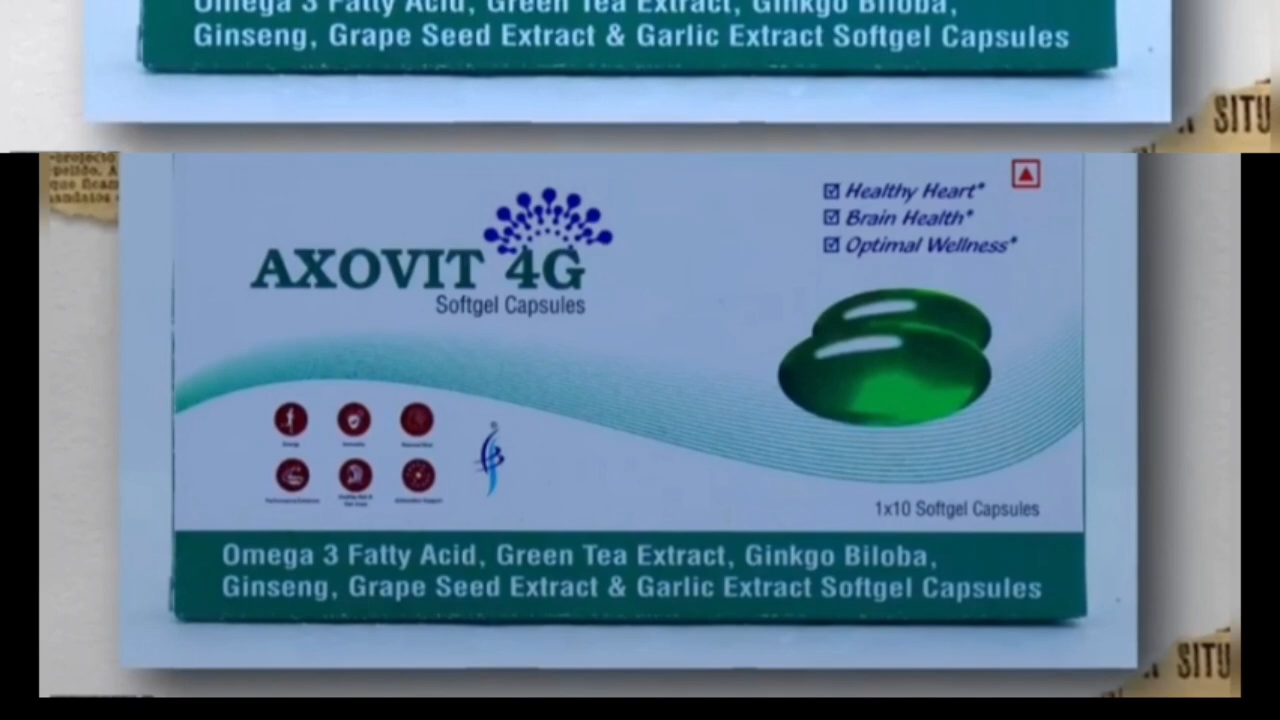 Omega 3 Fatty Acid, Green Tea Extract, Ginkgo Biloba,
Ginseng, Grape Seed Extract & Garlic Extract Softgel Capsules
SITU
Healthy Heart*
Brain Health*
Optimal Wellness*
AXOVIT 4G
Softgel Capsules
Energy
Immunity
1x10 Softgel Capsules
Omega 3 Fatty Acid, Green Tea Extract, Ginkgo Biloba,
Ginseng, Grape Seed Extract & Garlic Extract Softgel Capsules
SITU